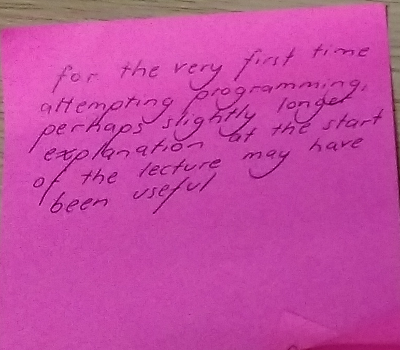 for the very first time
attempting programming,
perhaps slightly longer
explanation at the start
of the lecture may have
been useful